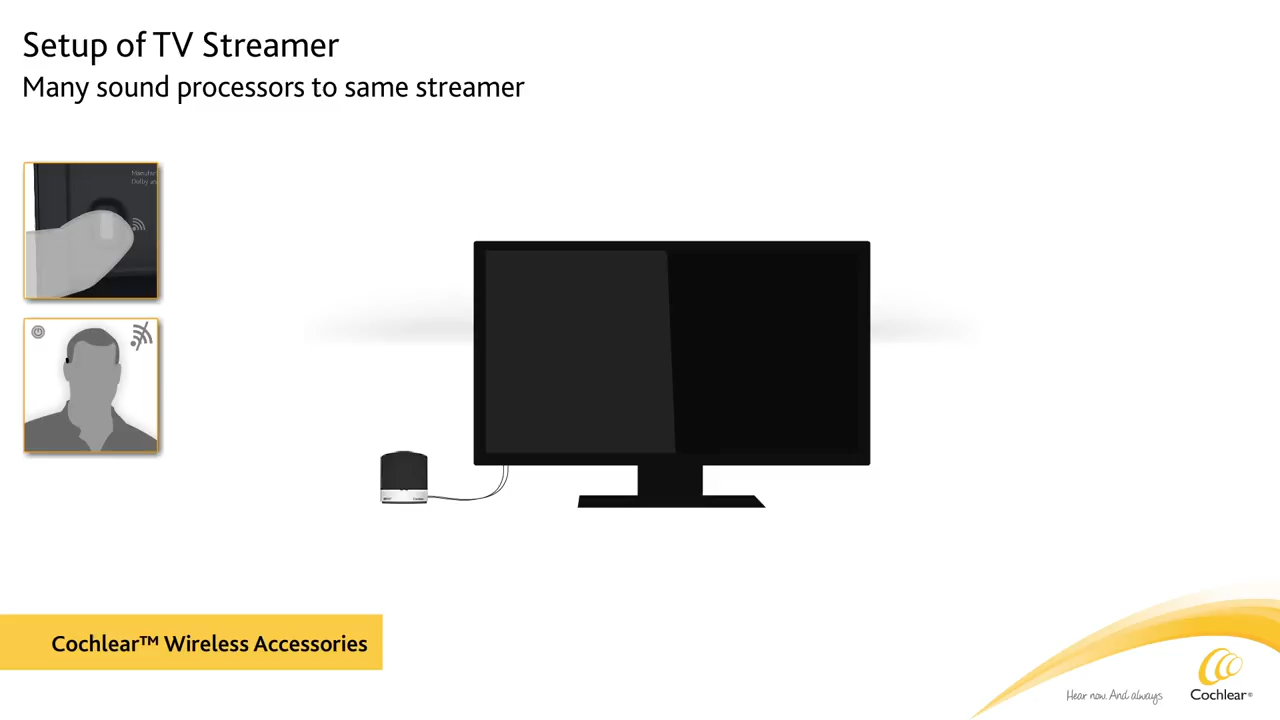 Setup of TV Streamer
Many sound processors to same streamer
Cochlear™ Wireless Accessories
Hear now. And always
Cochlear®